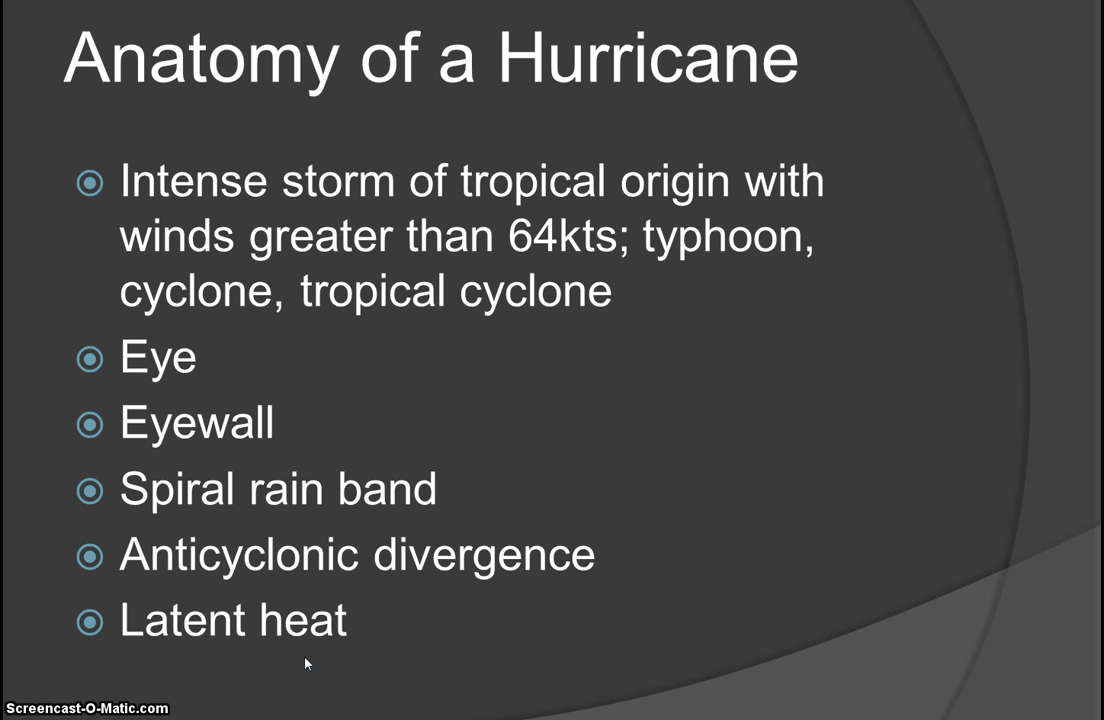 Anatomy of a Hurricane
Intense storm of tropical origin with
winds greater than 64kts; typhoon,
cyclone, tropical cyclone
Eye
Eyewall
Spiral rain band
Anticyclonic divergence
Latent heat
Screencast-O-Matic.com